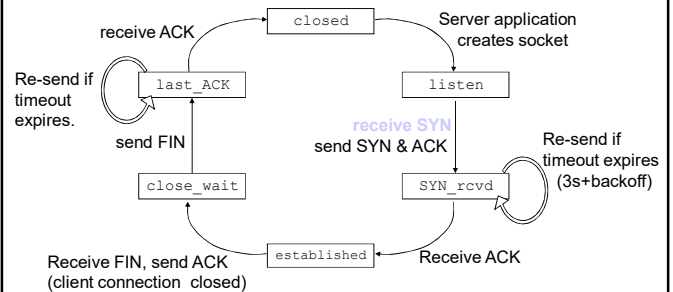 closed
Server application
creates socket
receive ACK
Re-send if
timeout
expires.
last_ACK
listen
receive SYN
send SYN & ACK
send FIN
Re-send if
timeout expires
(3s+backoff)
close_wait
SYN_rcvd
established
Receive ACK
Receive FIN, send ACK
(client connection closed)